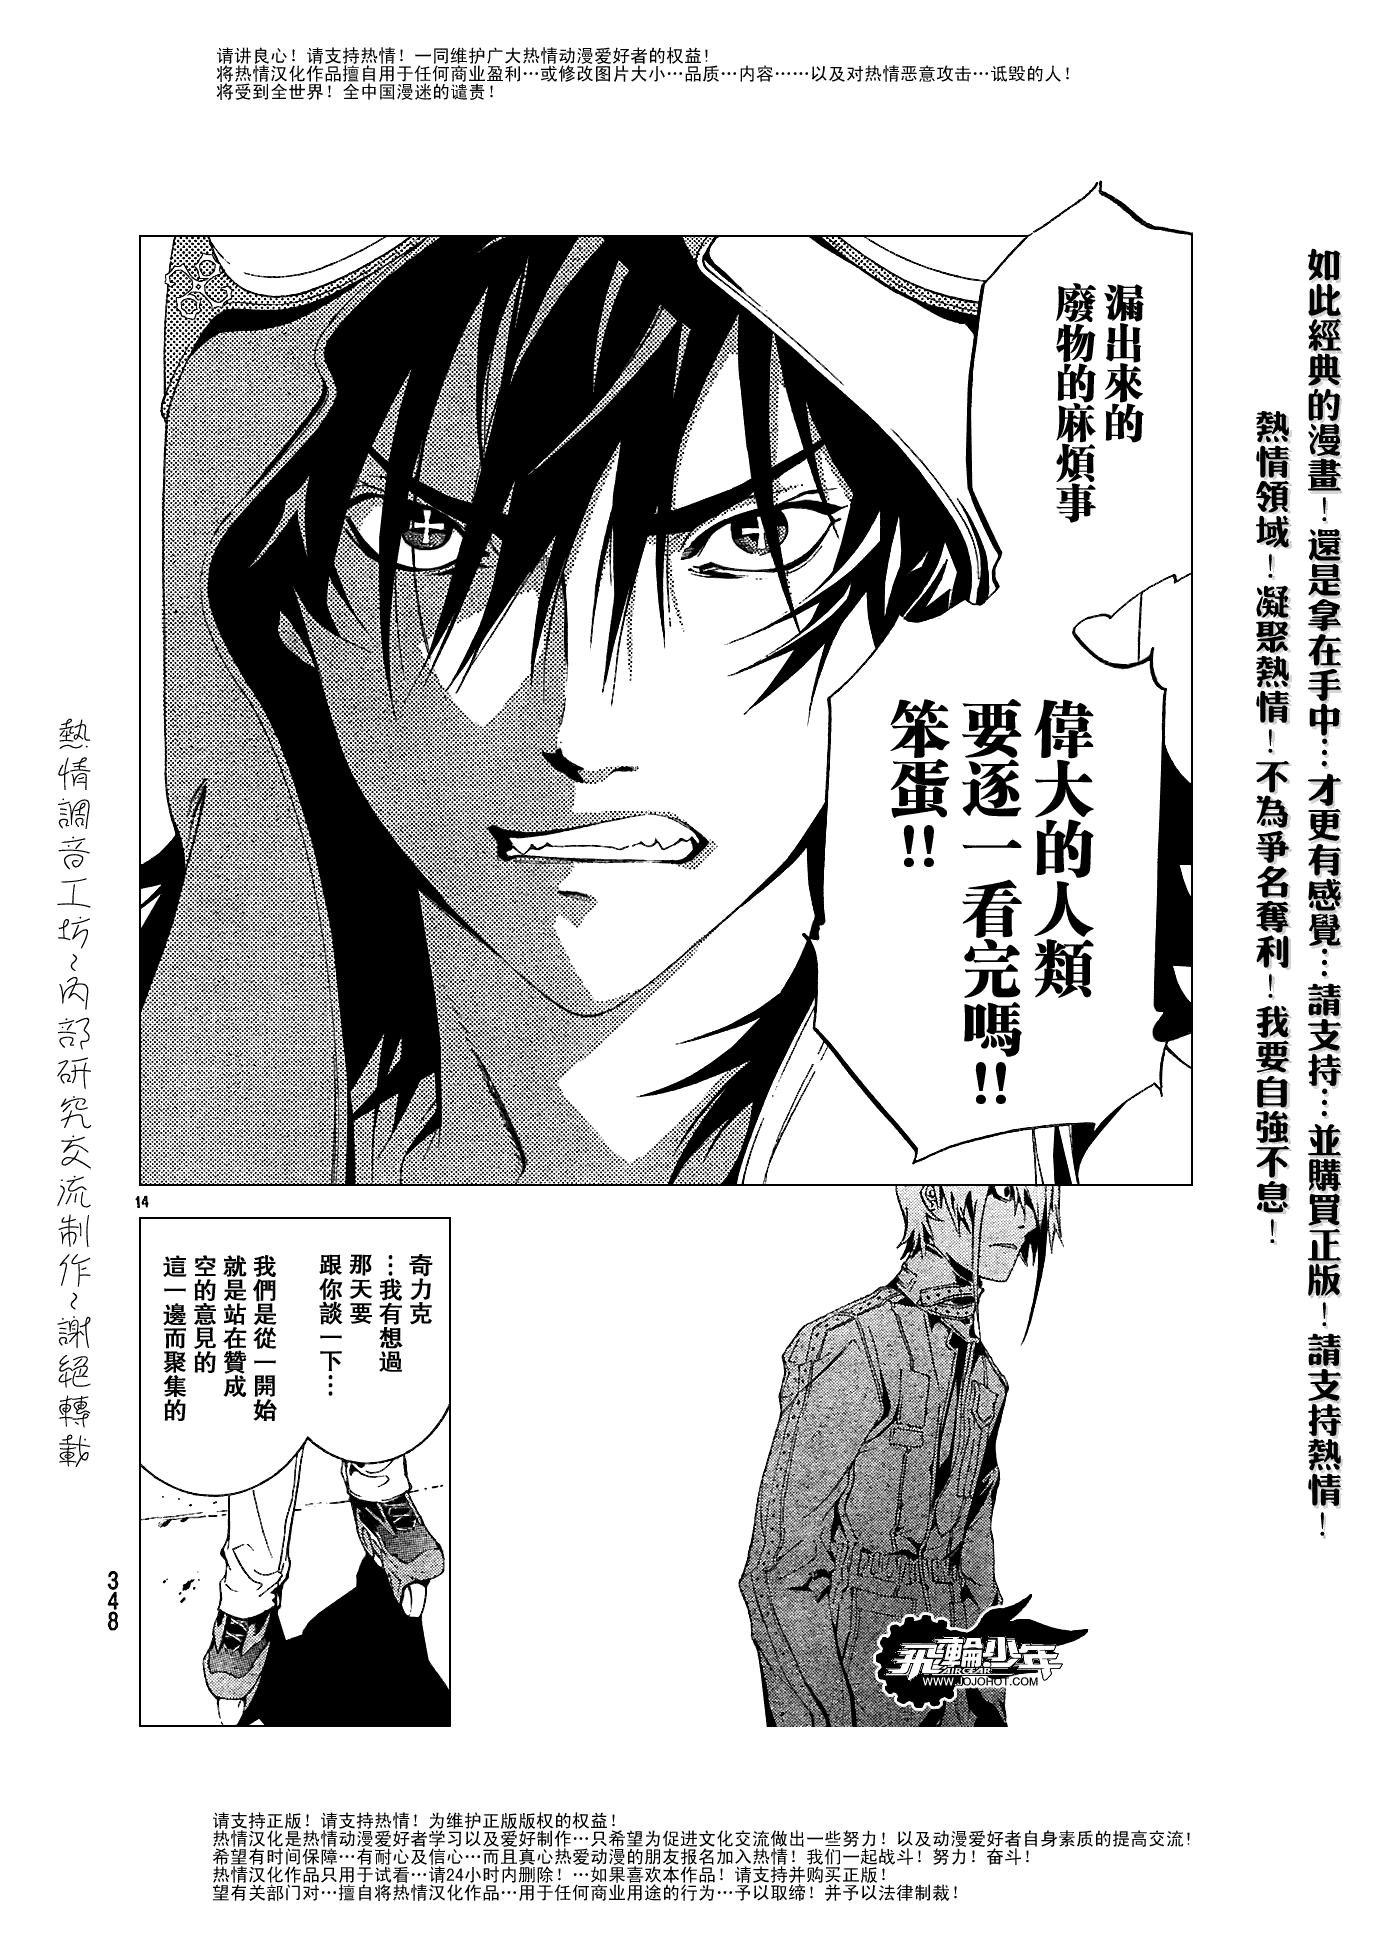 请讲良心！请支持热情！一同维护广大热情动漫爱好者的权益！
将热情汉化作品擅自用于任何商业盈利…或修改图片大小…品质…内容……以及对热情恶意攻击…诋毁的人！
将受到全世界！全中国漫迷的谴责！
如此經典的漫畫！還是拿在手中…才更有感覺…請支持…並購買正版！請支持熱情！
熱情領域！凝聚熱情！不為爭名奪利！我要自強不息！
漏出來的
廢物的麻煩事
偉大的人類
要逐一看完嗎!!
笨蛋!!
14
奇力克
…我有想過
那天要
跟你談一下…
我們是從一開始
就是站在贊成
空的意見的
這一邊而聚集的
熱情調音工坊~內部研究交流制作~謝絕轉載
348
飛輪少年
AIRGEAR
WWW.JOJOHOT.COM
请支持正版！请支持热情！为维护正版版权的权益！
热情汉化是热情动漫爱好者学习以及爱好制作…只希望为促进文化交流做出一些努力！以及动漫爱好者自身素质的提高交流！
希望有时间保障…有耐心及信心…而且真心热爱动漫的朋友报名加入热情！我们一起战斗！努力！奋斗！
热情汉化作品只用于试看…请24小时内删除！…如果喜欢本作品！请支持并购买正版！
望有关部门对…擅自将热情汉化作品…用于任何商业用途的行为…予以取缔！并予以法律制裁！